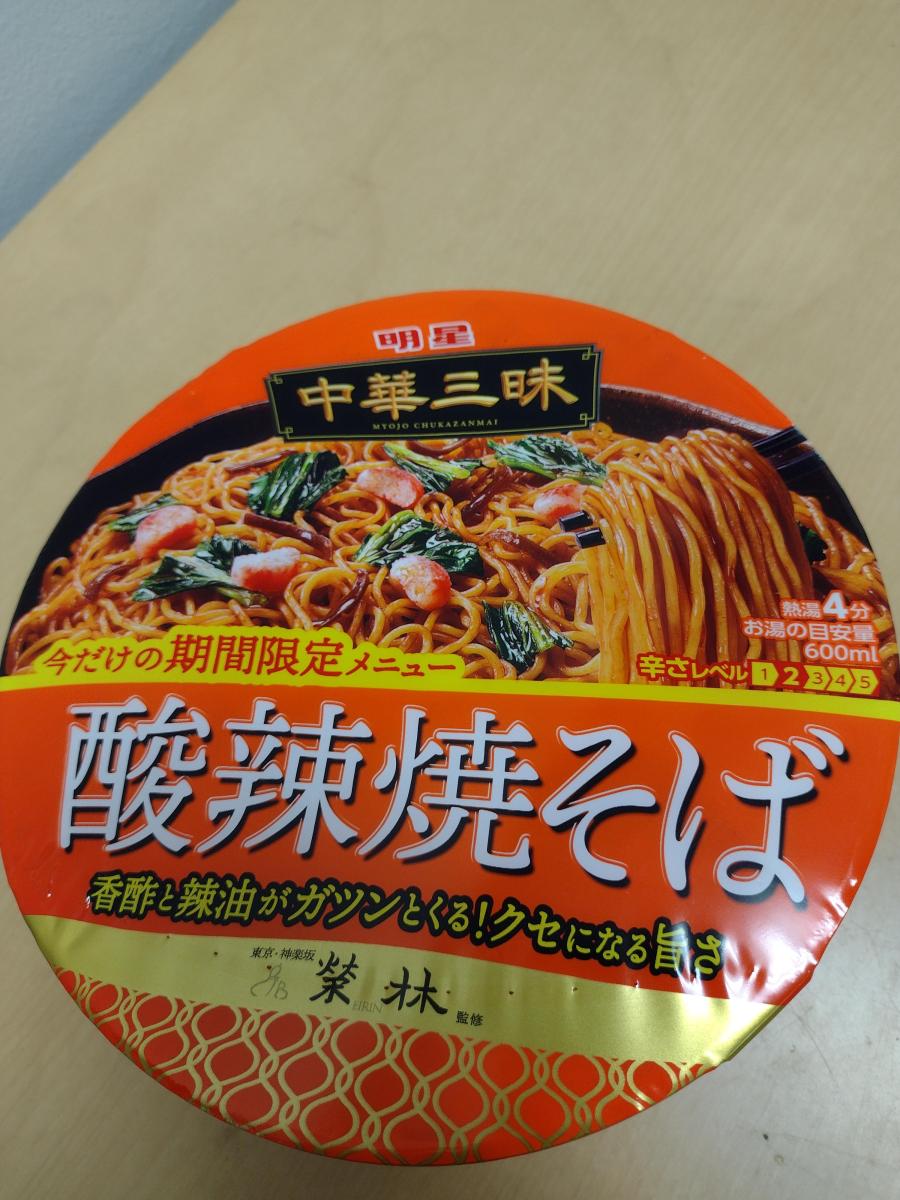 明星
中華三昧
MYOJO CHUKAZANMAI
熱湯4分
お湯の目安量
600ml
辛さレベル 1 2 3 4 5
今だけの期間限定メニュー
酸辣焼そば
香酢と辣油がガツンとくる!クセになる旨さ
東京・神楽坂
榮林
EIRIN
監修